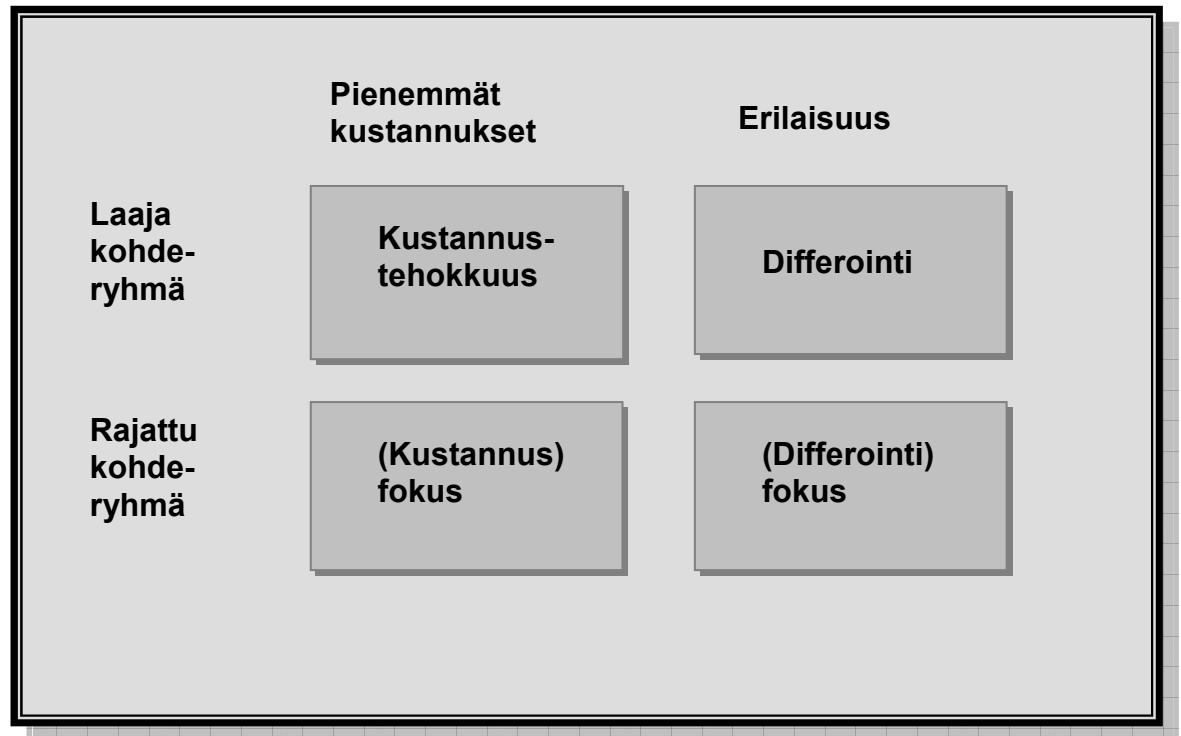 Pienemmät
kustannukset
Erilaisuus
Laaja
kohde-
ryhmä
Kustannus-
tehokkuus
Differointi
Rajattu
kohde-
ryhmä
(Kustannus)
fokus
(Differointi)
fokus